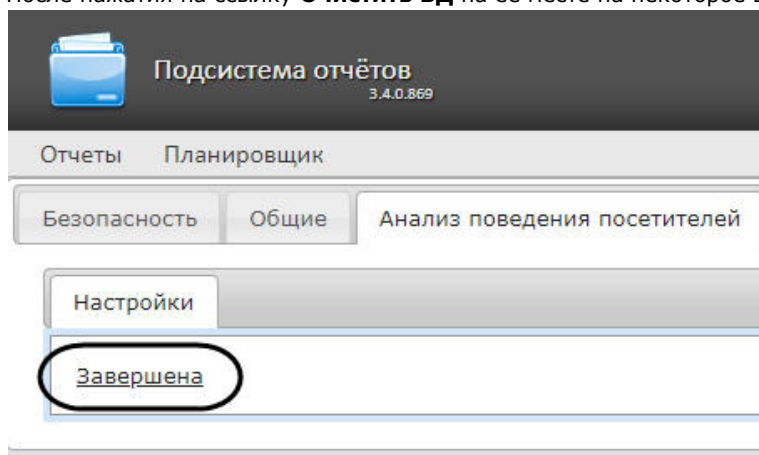 После нажатия на ссылку Очистить БД на ее месте на некоторое
Подсистема отчётов
3.4.0.869
Отчеты Планировщик
Безопасность Общие Анализ поведения посетителей
Настройки
Завершена